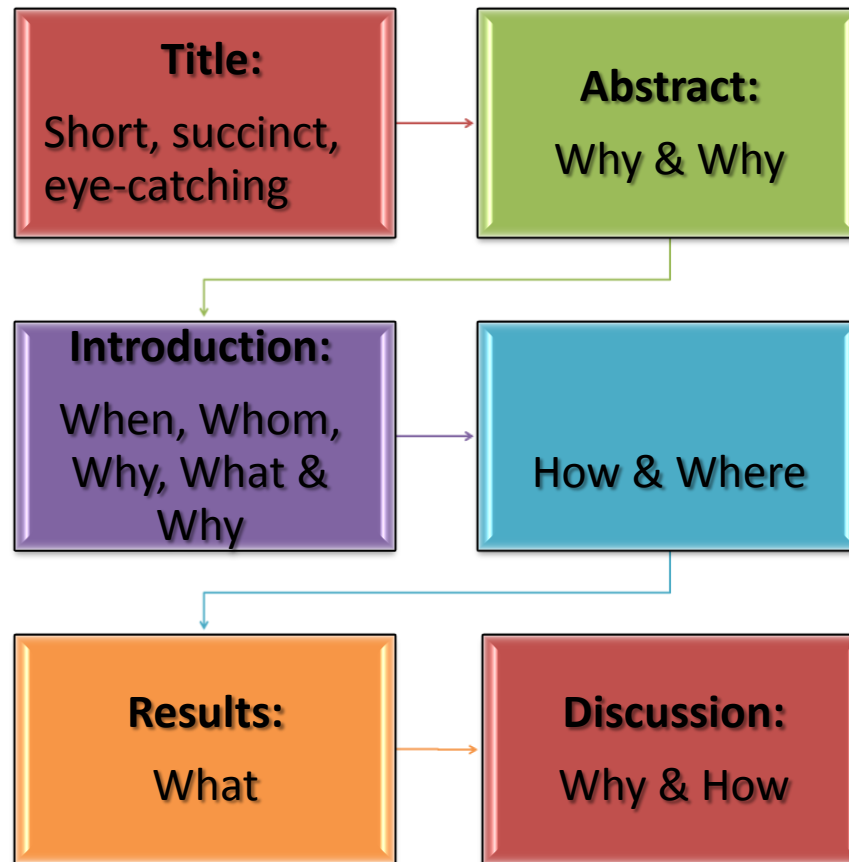 Title:
Short, succinct,
eye-catching
Abstract:
Why & Why
Introduction:
When, Whom,
Why, What &
Why
How & Where
Results:
What
Discussion:
Why & How